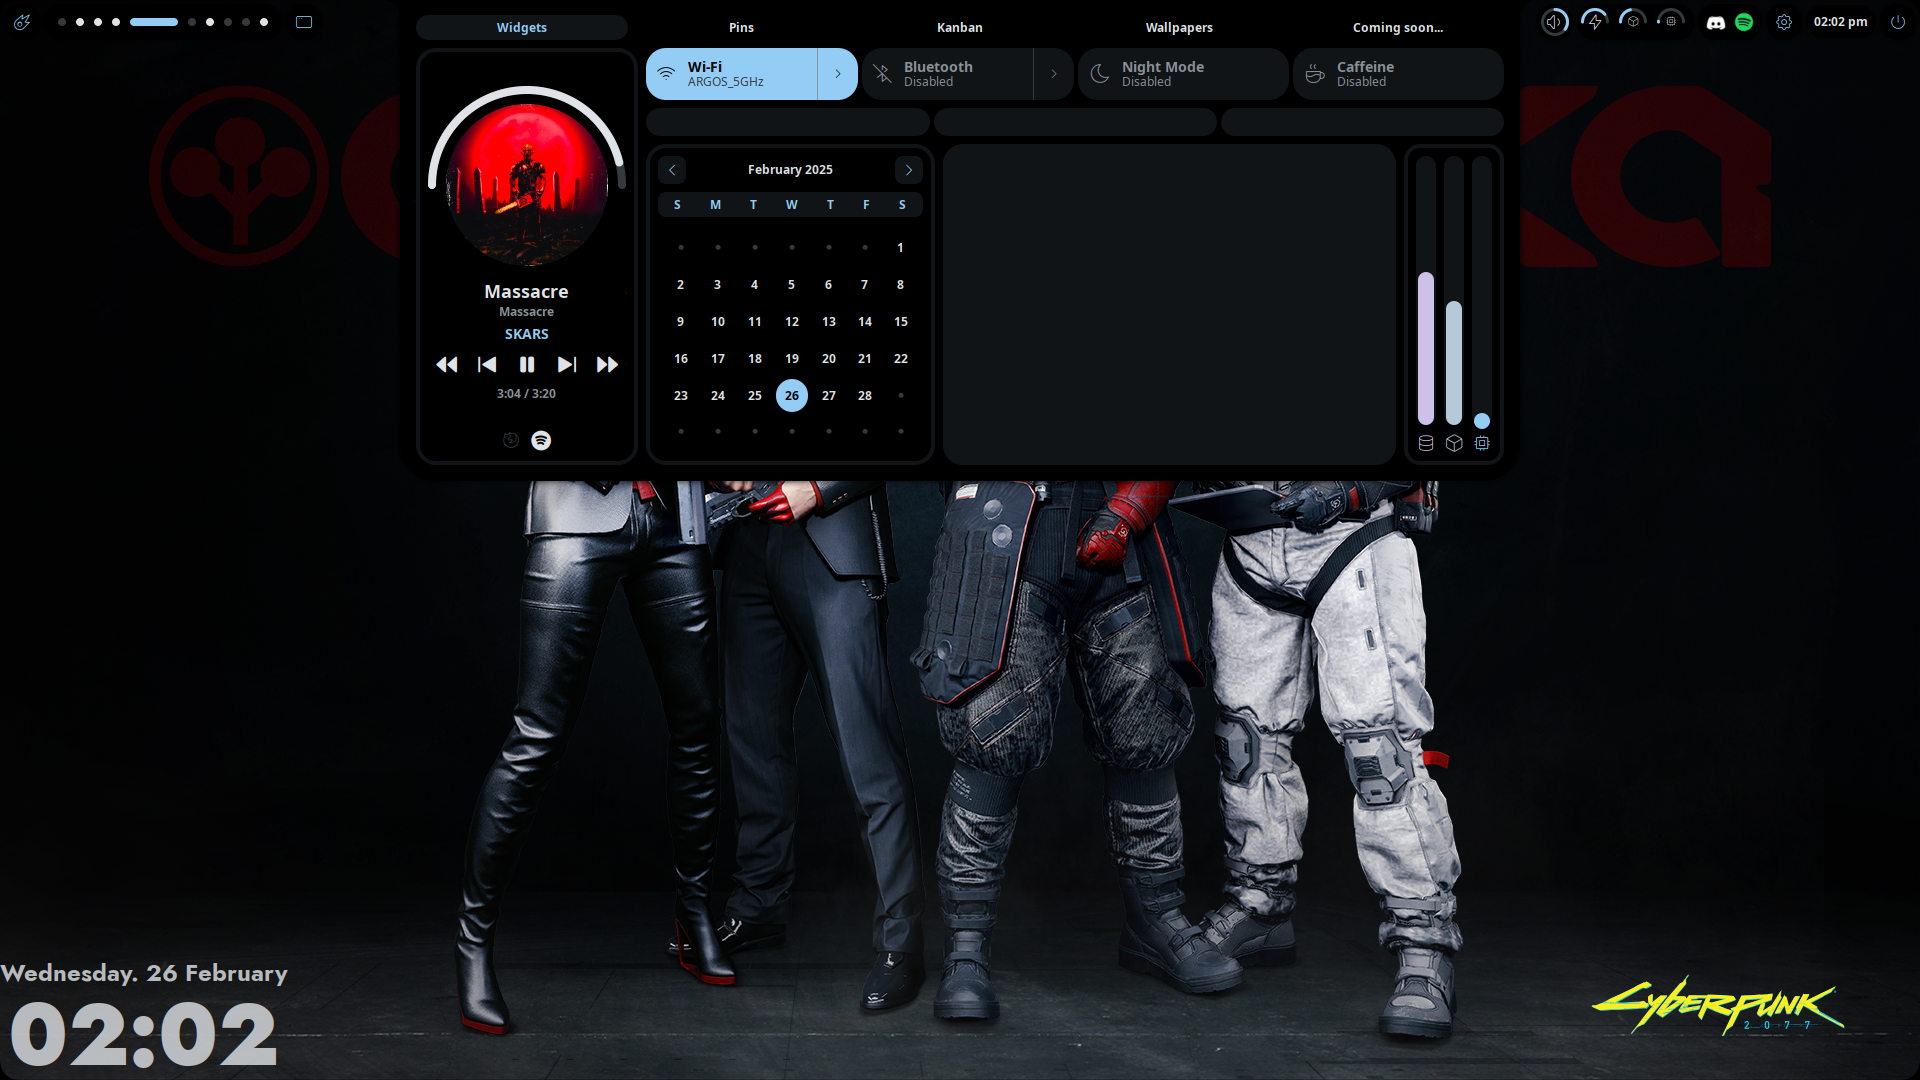 Widgets
Pins
Kanban
Wallpapers
Coming soon...
02:02 pm
Wi-Fi
ARGOS_5GHz
Bluetooth
Disabled
Night Mode
Disabled
Caffeine
Disabled
Massacre
Massacre
SKARS
3:04 / 3:20
February 2025
S M T W T F S
1
2 3 4 5 6 7 8
9 10 11 12 13 14 15
16 17 18 19 20 21 22
23 24 25 26 27 28
Wednesday. 26 February
02:02
Cyberpunk
2077